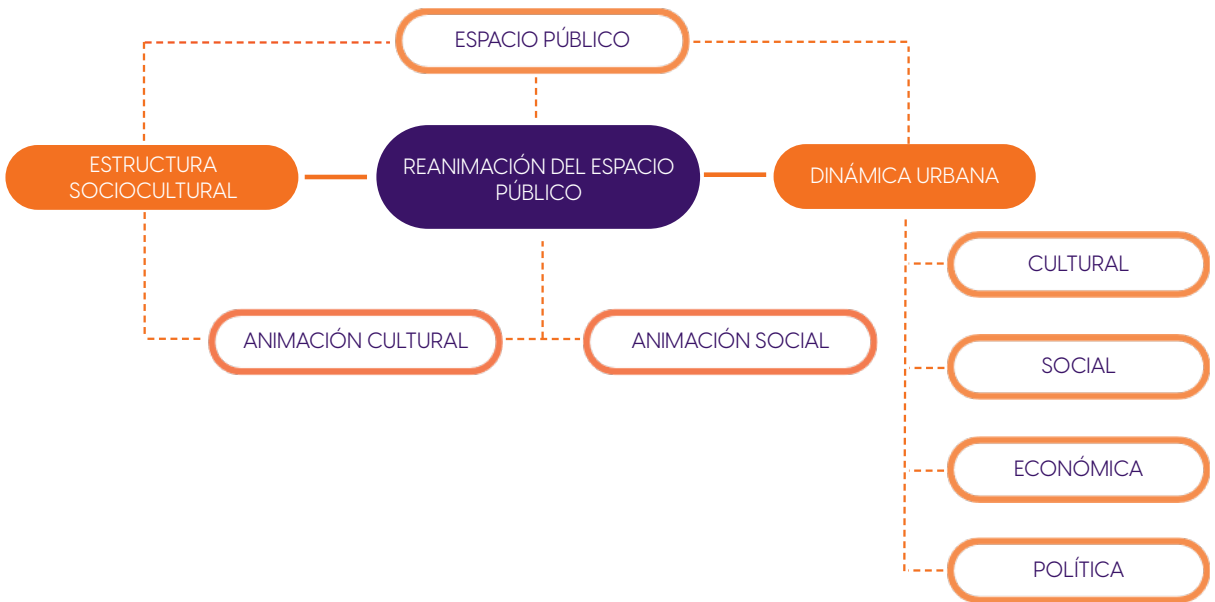 ESPACIO PÚBLICO
ESTRUCTURA
SOCIOCULTURAL
REANIMACIÓN DEL ESPACIO
PÚBLICO
DINÁMICA URBANA
CULTURAL
ANIMACIÓN CULTURAL
ANIMACIÓN SOCIAL
SOCIAL
ECONÓMICA
POLÍTICA